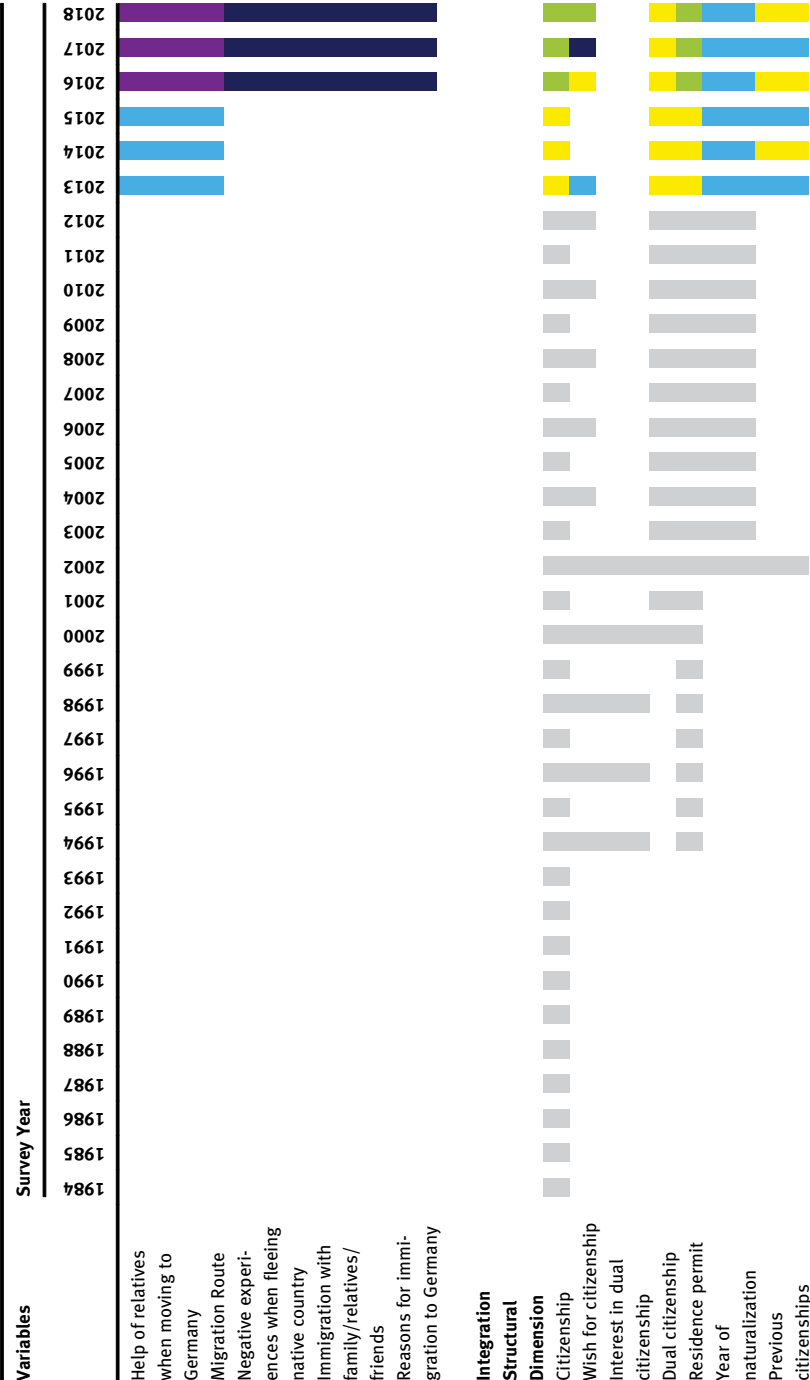 Variables
Survey Year
1984
1985
1986
1987
1988
1989
1990
1991
1992
1993
1994
1995
1996
1997
1998
1999
2000
2001
2002
2003
2004
2005
2006
2007
2008
2009
2010
2011
2012
2013
2014
2015
2016
2017
2018
Help of relatives
when moving to
Germany
Migration Route
Negative experi-
ences when fleeing
native country
Immigration with
family/relatives/
friends
Reasons for immi-
gration to Germany
Integration
Structural
Dimension
Citizenship
Wish for citizenship
Interest in dual
citizenship
Dual citizenship
Residence permit
Year of
naturalization
Previous
citizenships